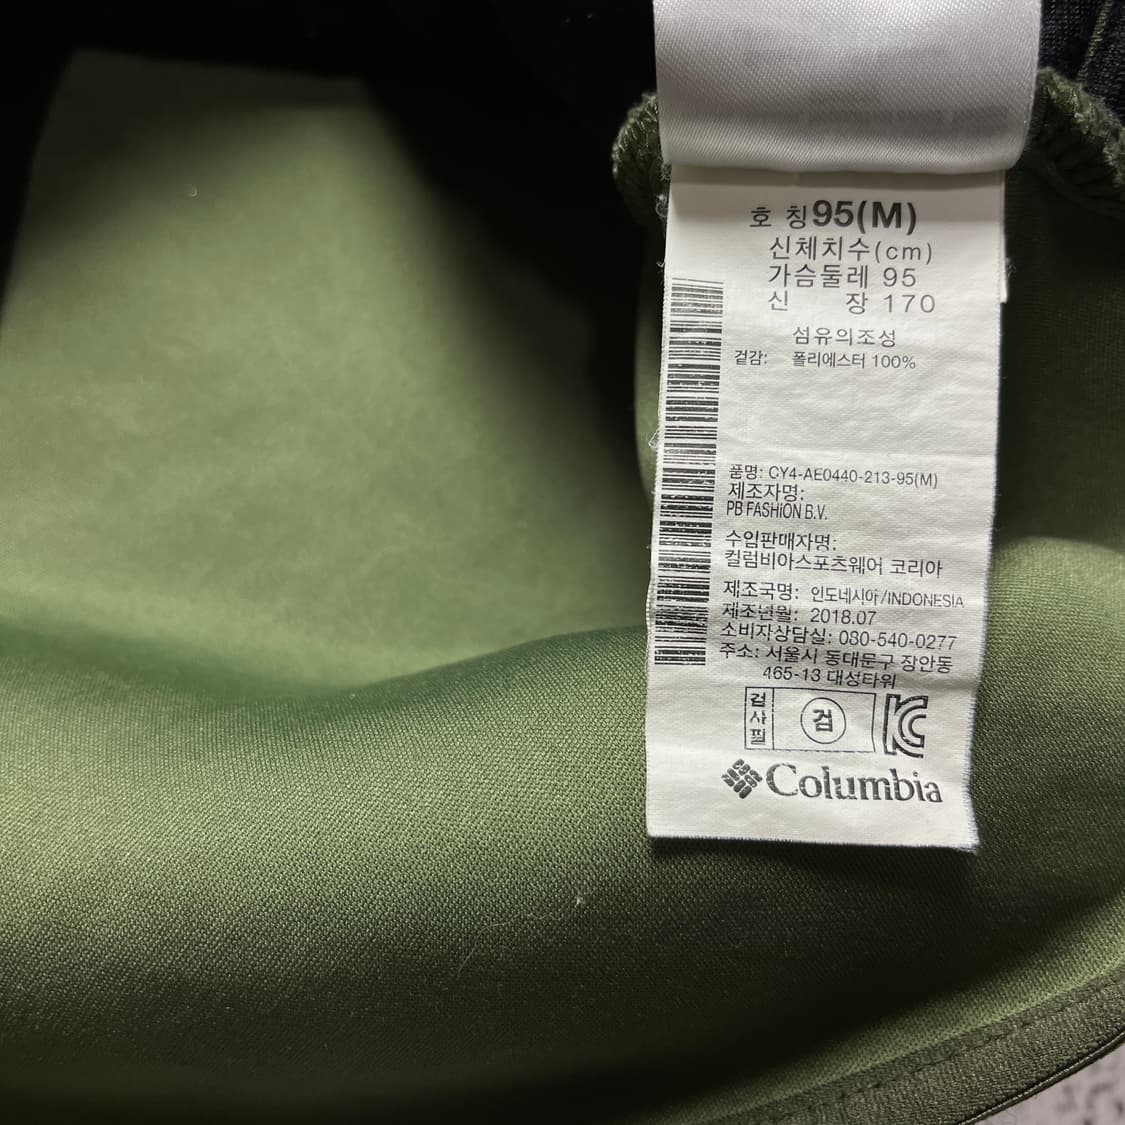 호 칭95(M)
신체치수(cm)
가슴둘레 95
신 장 170
섬유의조성
겉감: 폴리에스터 100%
품명: CY4-AE0440-213-95(M)
제조자명:
PB FASHiON B.V.
수입판매자명:
컬럼비아스포츠웨어 코리아
제조국명: 인도네시아/INDONESIA
제조년월: 2018.07
소비자상담실: 080-540-0277
주소: 서울시 동대문구 장안동
465-13 대성타워
검사필 검 KC
Columbia